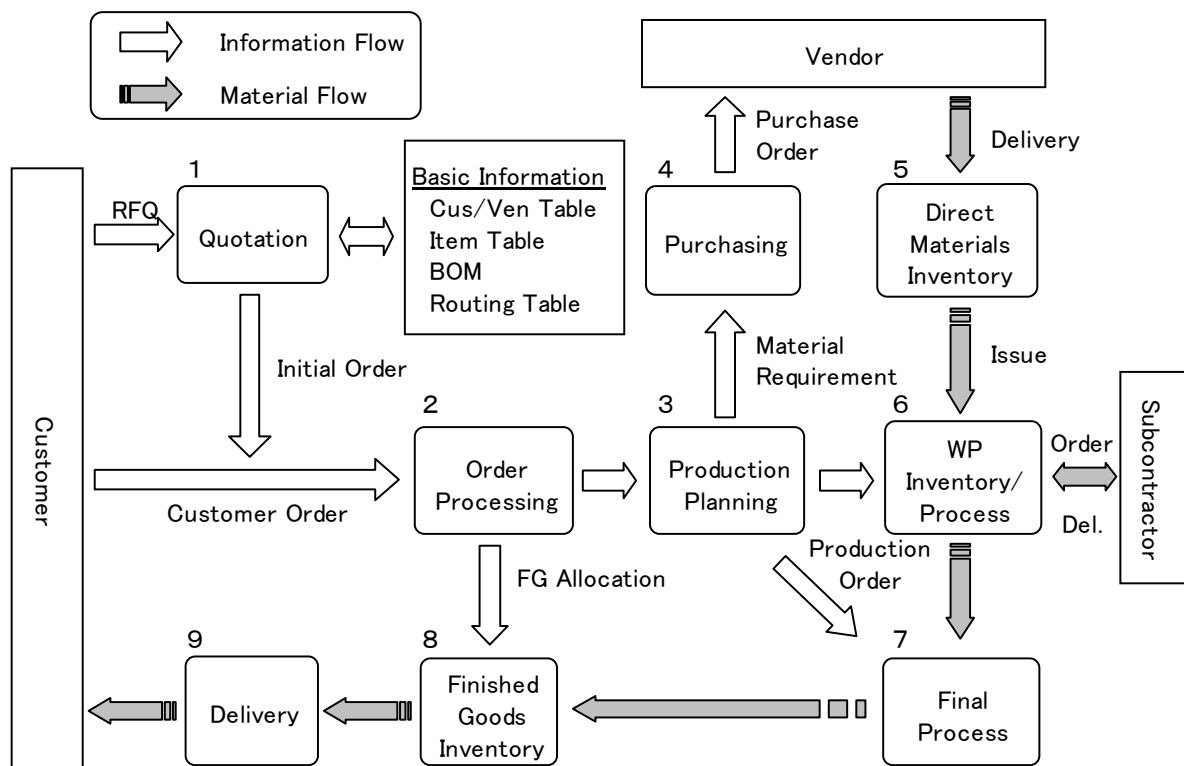 Information Flow
Material Flow
Vendor
Purchase
Order
Delivery
1
RFQ
Quotation
Basic Information
Cus/Ven Table
Item Table
BOM
Routing Table
4
Purchasing
5
Direct
Materials
Inventory
Initial Order
Material
Requirement
Issue
Customer
Customer Order
2
Order
Processing
3
Production
Planning
6
WP
Inventory/
Process
Order
Del.
Subcontractor
FG Allocation
Production
Order
9
Delivery
8
Finished
Goods
Inventory
7
Final
Process